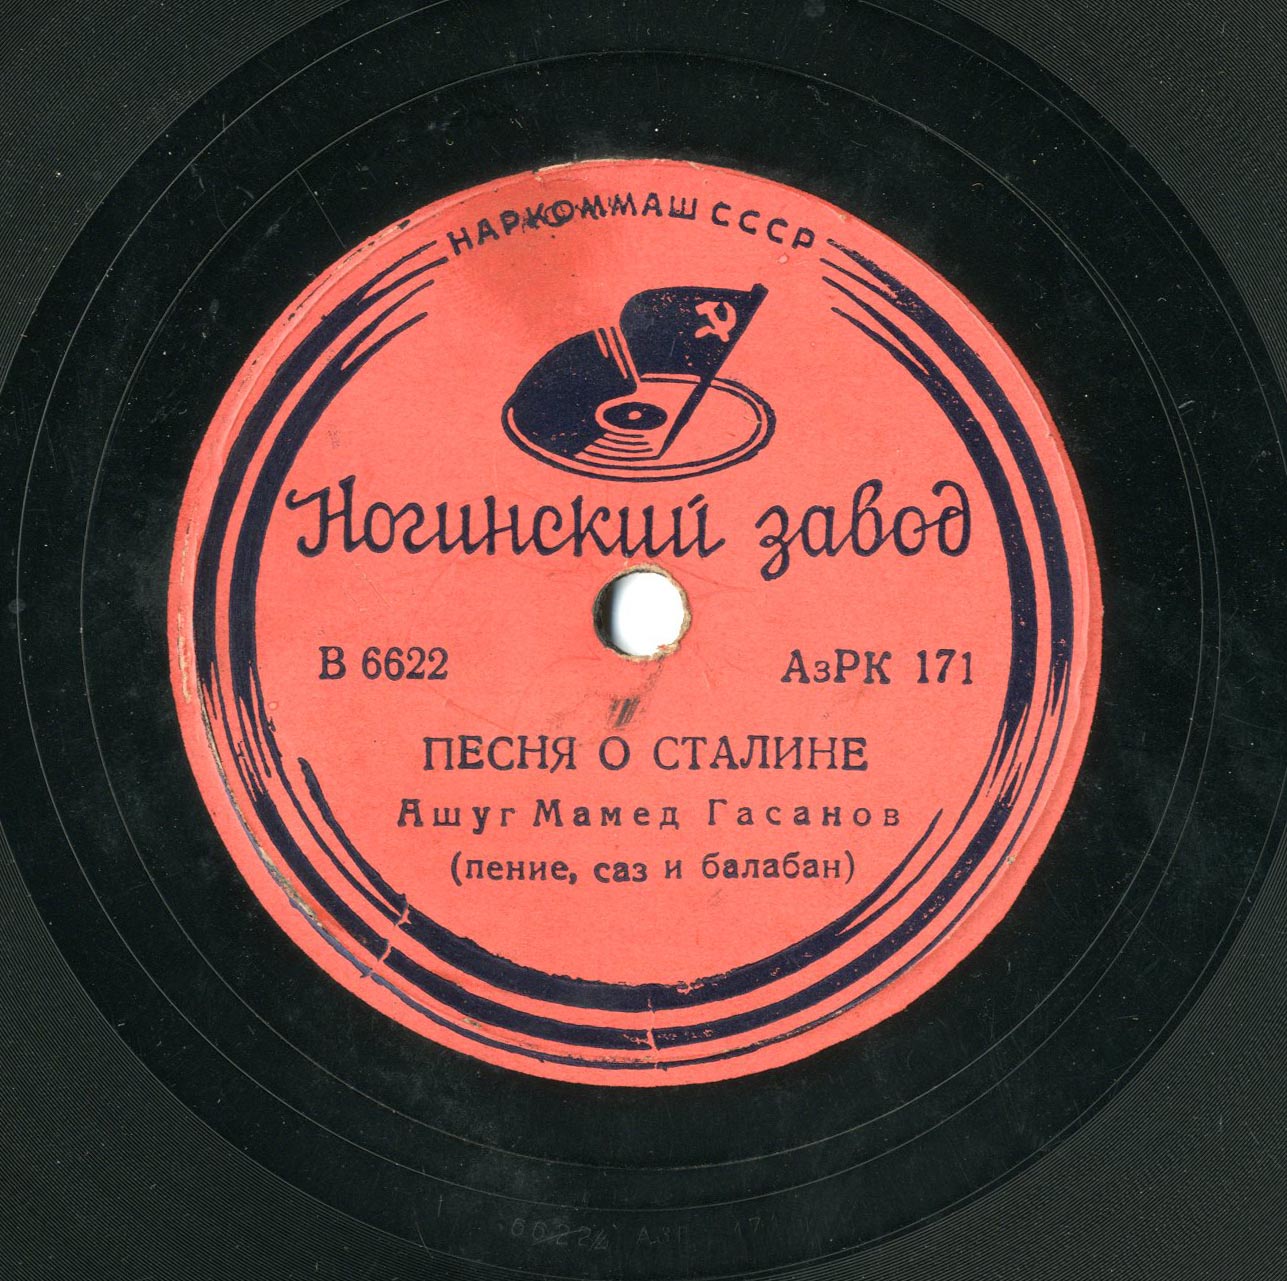 НАРКОММАШ СССР
Ногинский завод
В 6622 АзРК 171
ПЕСНЯ О СТАЛИНЕ
Ашуг Мамед Гасанов
(пение, саз и балабан)